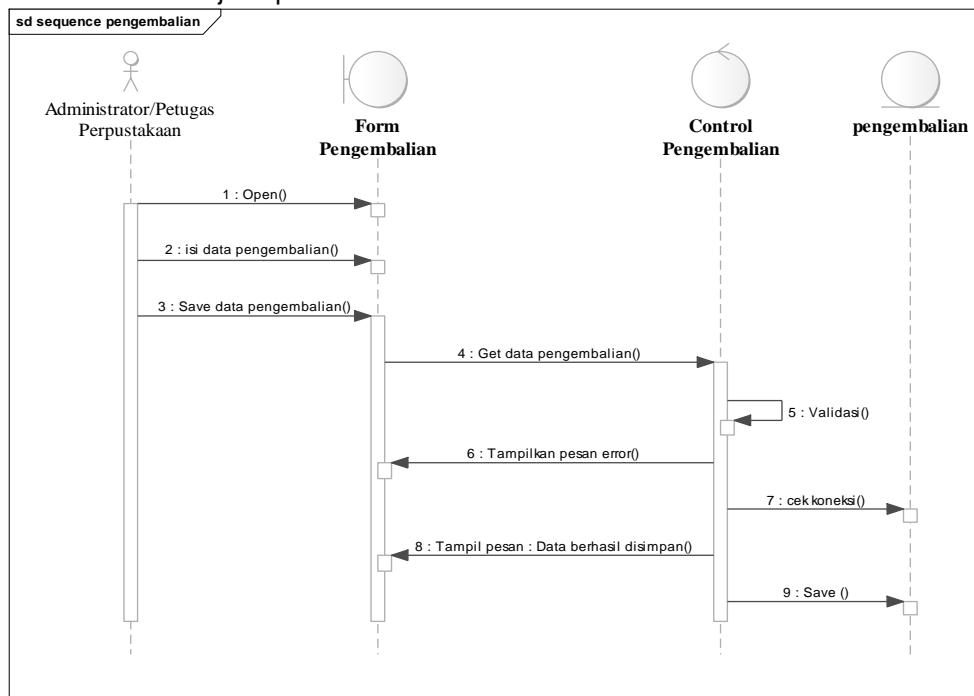 sd sequence pengembalian
Administrator/Petugas
Perpustakaan
Form
Pengembalian
Control
Pengembalian
pengembalian
1 : Open()
2 : isi data pengembalian()
3 : Save data pengembalian()
4 : Get data pengembalian()
5 : Validasi()
6 : Tampilkan pesan error()
7 : cek koneksi()
8 : Tampil pesan : Data berhasil disimpan()
9 : Save ()